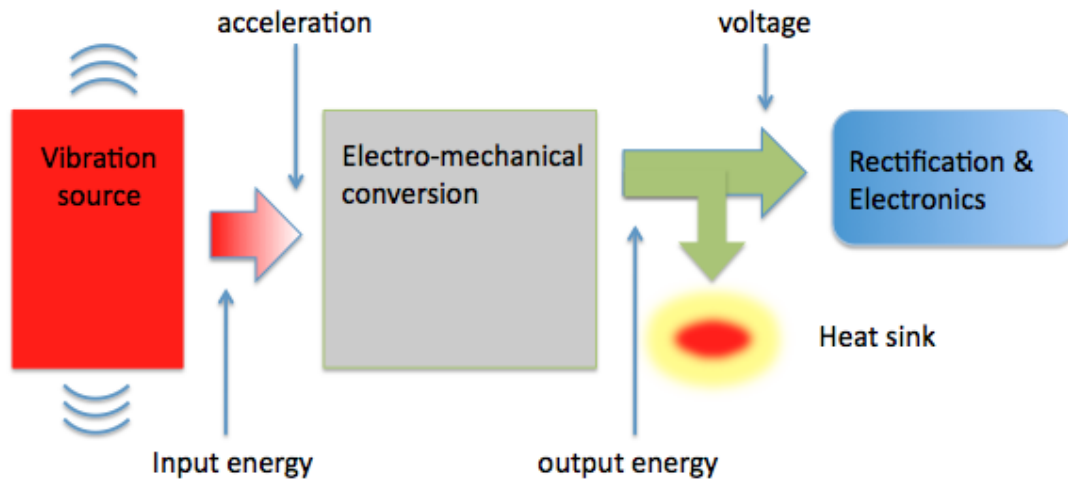 acceleration
voltage
Vibration
source
Electro-mechanical
conversion
Rectification &
Electronics
Heat sink
Input energy
output energy